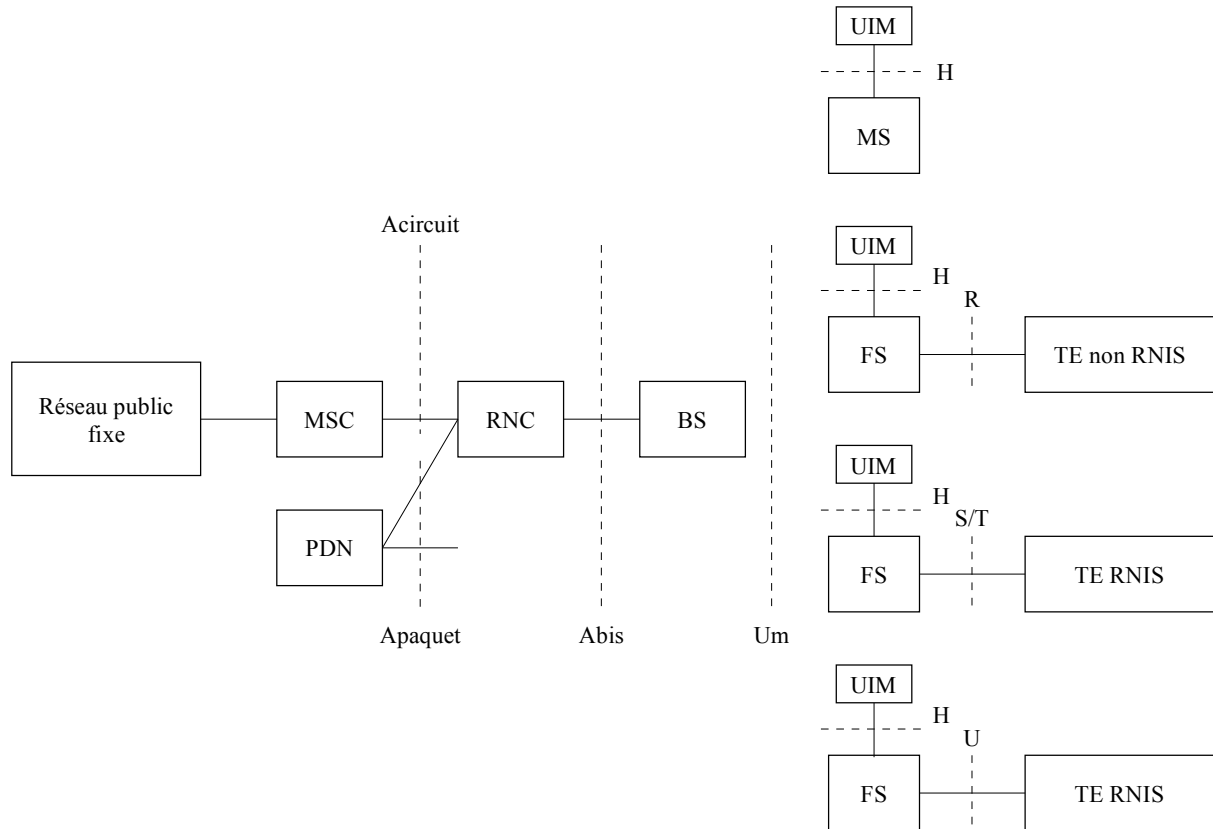 UIM
H
MS
Acircuit
UIM
H
R
FS
TE non RNIS
Réseau public
fixe
MSC
RNC
BS
UIM
H
S/T
PDN
FS
TE RNIS
Apaquet
Abis
Um
UIM
H
U
FS
TE RNIS